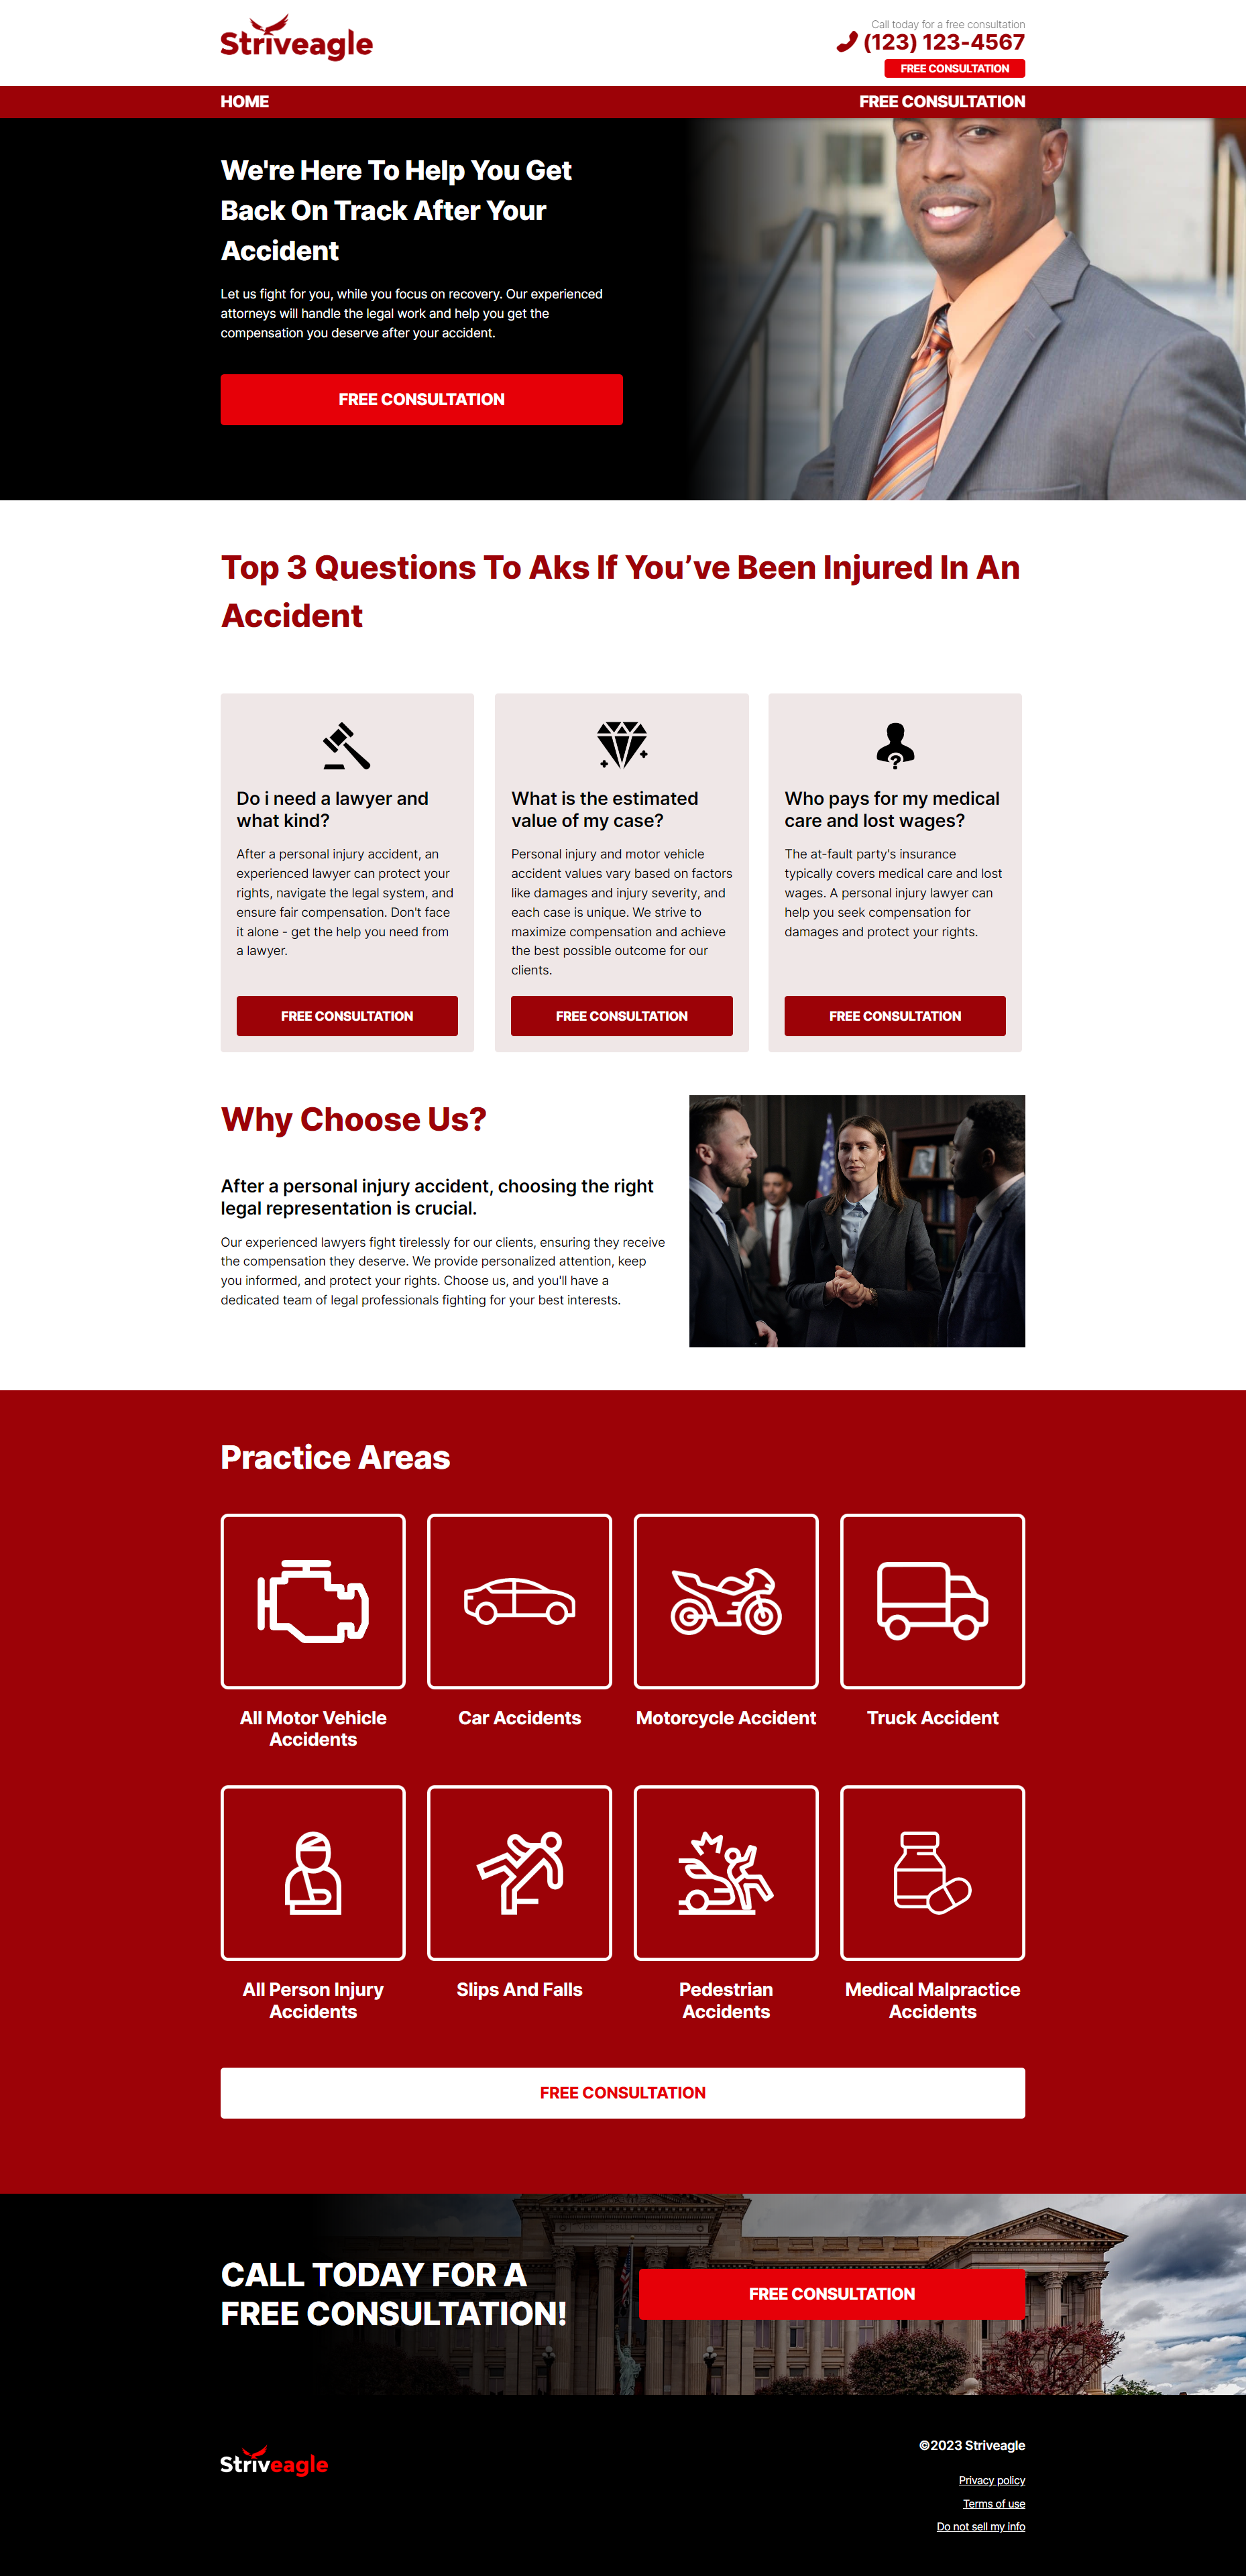 Striveagle
Call today for a free consultation
(123) 123-4567
FREE CONSULTATION
HOME
FREE CONSULTATION
We're Here To Help You Get
Back On Track After Your
Accident
Let us fight for you, while you focus on recovery. Our experienced
attorneys will handle the legal work and help you get the
compensation you deserve after your accident.
FREE CONSULTATION
Top 3 Questions To Aks If You’ve Been Injured In An
Accident
Do i need a lawyer and
what kind?
After a personal injury accident, an
experienced lawyer can protect your
rights, navigate the legal system, and
ensure fair compensation. Don't face
it alone - get the help you need from
a lawyer.
FREE CONSULTATION
What is the estimated
value of my case?
Personal injury and motor vehicle
accident values vary based on factors
like damages and injury severity, and
each case is unique. We strive to
maximize compensation and achieve
the best possible outcome for our
clients.
FREE CONSULTATION
Who pays for my medical
care and lost wages?
The at-fault party's insurance
typically covers medical care and lost
wages. A personal injury lawyer can
help you seek compensation for
damages and protect your rights.
FREE CONSULTATION
Why Choose Us?
After a personal injury accident, choosing the right
legal representation is crucial.
Our experienced lawyers fight tirelessly for our clients, ensuring they receive
the compensation they deserve. We provide personalized attention, keep
you informed, and protect your rights. Choose us, and you'll have a
dedicated team of legal professionals fighting for your best interests.
Practice Areas
All Motor Vehicle
Accidents
Car Accidents
Motorcycle Accident
Truck Accident
All Person Injury
Accidents
Slips And Falls
Pedestrian
Accidents
Medical Malpractice
Accidents
FREE CONSULTATION
CALL TODAY FOR A
FREE CONSULTATION!
FREE CONSULTATION
Striveagle
©2023 Striveagle
Privacy policy
Terms of use
Do not sell my info